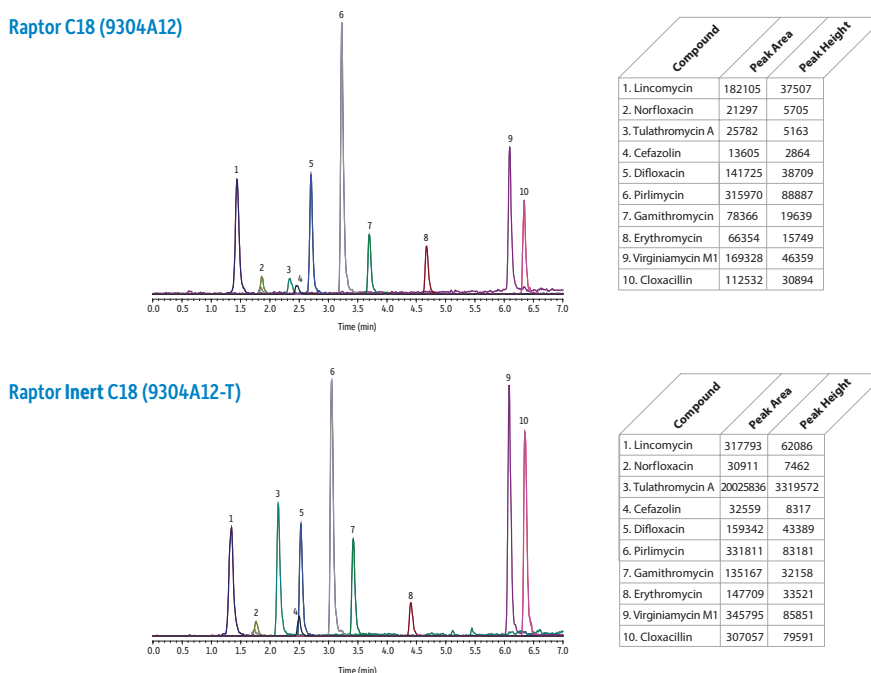 Raptor C18 (9304A12)
6
1
2
3
4
5
7
8
9
10
0.0 0.5 1.0 1.5 2.0 2.5 3.0 3.5 4.0 4.5 5.0 5.5 6.0 6.5 7.0
Time (min)
Compound Peak Area Peak Height
1. Lincomycin 182105 37507
2. Norfloxacin 21297 5705
3. Tulathromycin A 25782 5163
4. Cefazolin 13605 2864
5. Difloxacin 141725 38709
6. Pirlimycin 315970 88887
7. Gamithromycin 78366 19639
8. Erythromycin 66354 15749
9. Virginiamycin M1 169328 46359
10. Cloxacillin 112532 30894
Raptor Inert C18 (9304A12-T)
6
9
10
3
1
5
7
2
4
8
0.0 0.5 1.0 1.5 2.0 2.5 3.0 3.5 4.0 4.5 5.0 5.5 6.0 6.5 7.0
Time (min)
Compound Peak Area Peak Height
1. Lincomycin 317793 62086
2. Norfloxacin 30911 7462
3. Tulathromycin A 20025836 3319572
4. Cefazolin 32559 8317
5. Difloxacin 159342 43389
6. Pirlimycin 331811 83181
7. Gamithromycin 135167 32158
8. Erythromycin 147709 33521
9. Virginiamycin M1 345795 85851
10. Cloxacillin 307057 79591